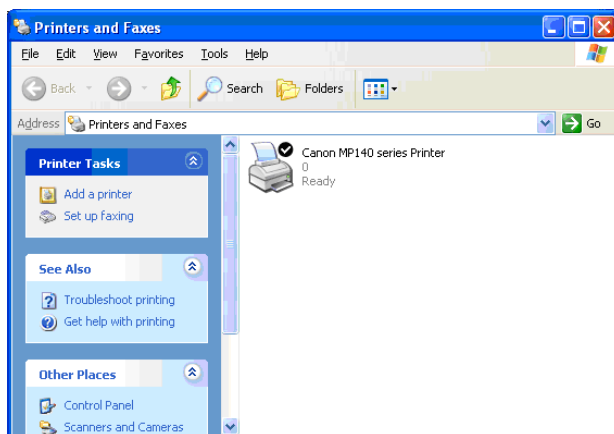 Printers and Faxes
File Edit View Favorites Tools Help
Back Search Folders
Address Printers and Faxes Go
Printer Tasks
Add a printer
Set up faxing
See Also
Troubleshoot printing
Get help with printing
Other Places
Control Panel
Scanners and Cameras
Canon MP140 series Printer
0
Ready